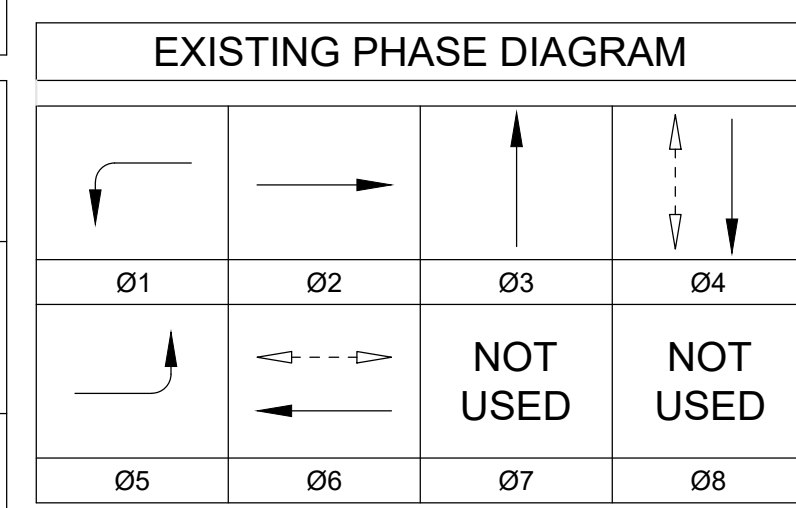 EXISTING PHASE DIAGRAM
Ø1 Ø2 Ø3 Ø4
NOT USED NOT USED
Ø5 Ø6 Ø7 Ø8